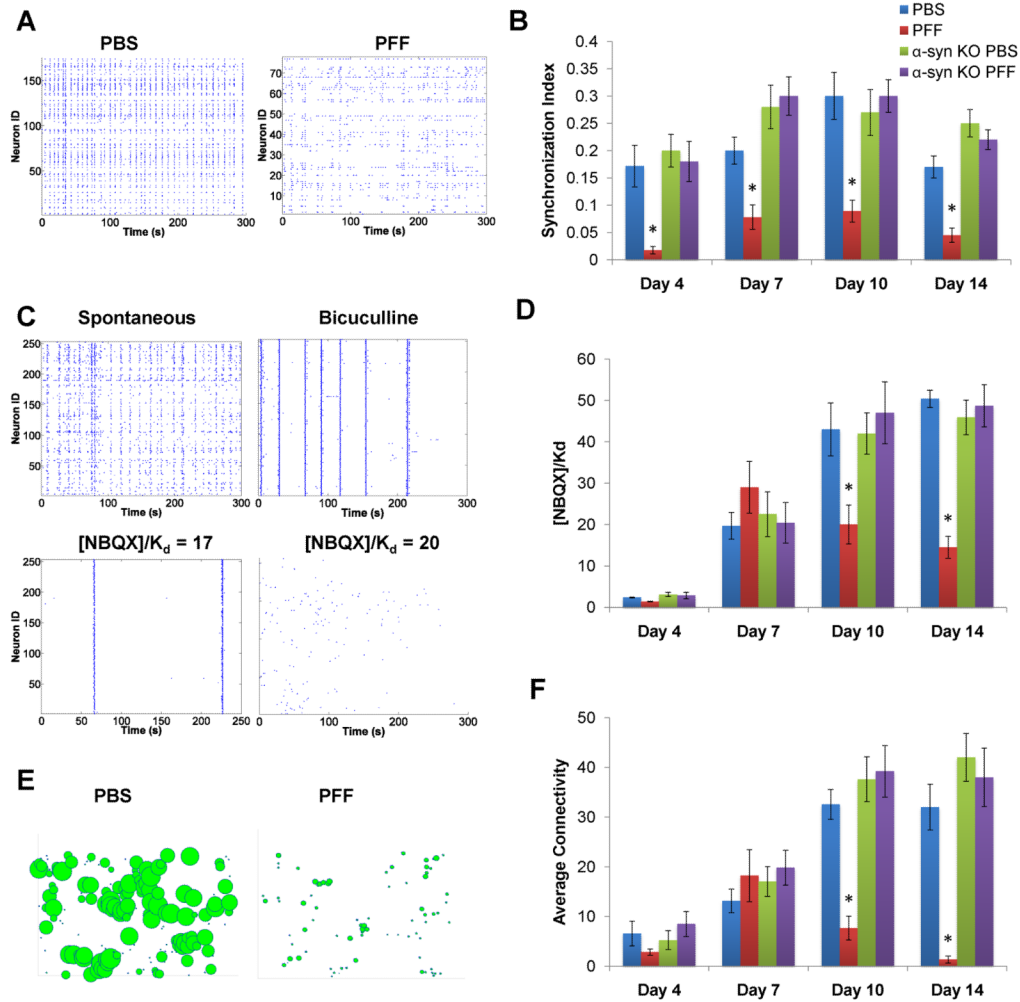 A
PBS
PFF
Neuron ID
150
100
50
0 100 200 300
Time (s)
70
60
50
40
30
20
10
0 100 200 300
Time (s)
B
PBS
PFF
α-syn KO PBS
α-syn KO PFF
Synchronization Index
0.4
0.35
0.3
0.25
0.2
0.15
0.1
0.05
0
* * * *
Day 4 Day 7 Day 10 Day 14
C
Spontaneous
Bicuculline
Neuron ID
250
200
150
100
50
0 100 200 300
0 100 200 300
[NBQX]/Kd = 17
[NBQX]/Kd = 20
Neuron ID
250
200
150
100
50
0 50 100 150 200 250
Time (s)
0 100 200 300
Time (s)
D
[NBQX]/Kd
60
50
40
30
20
10
0
* *
Day 4 Day 7 Day 10 Day 14
E
PBS
PFF
F
Average Connectivity
50
40
30
20
10
0
* *
Day 4 Day 7 Day 10 Day 14